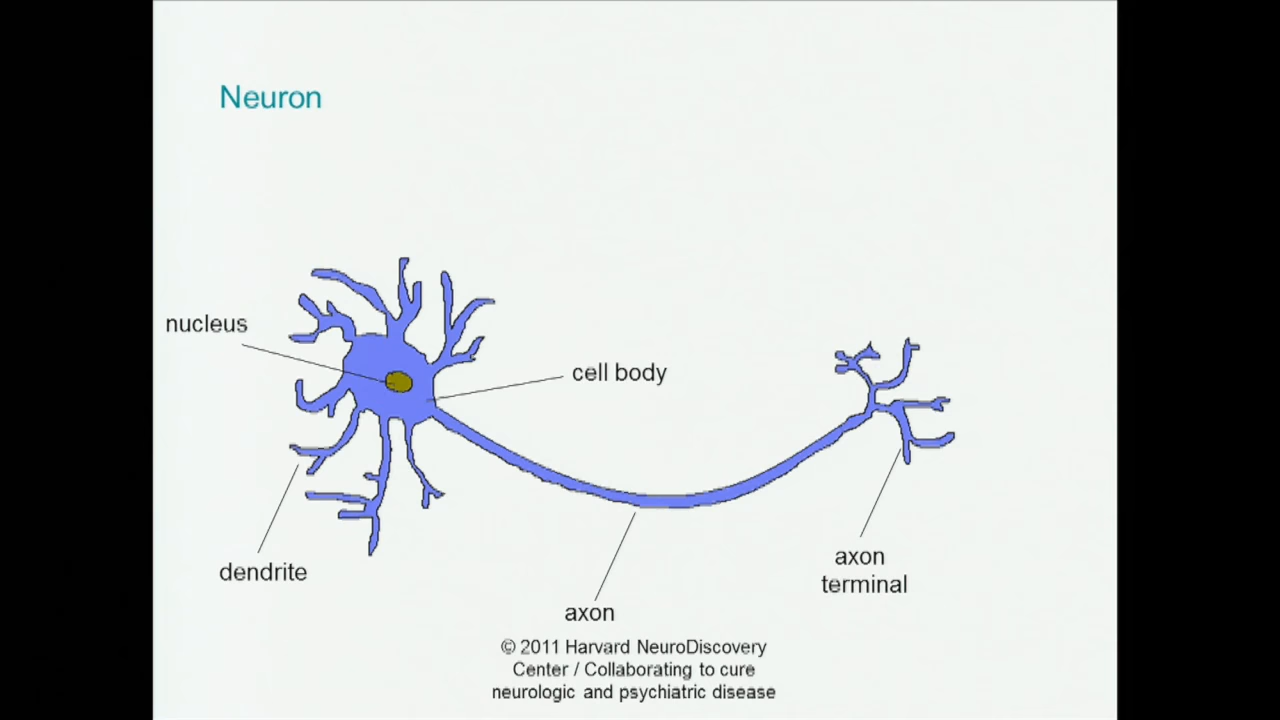 Neuron
nucleus
cell body
dendrite
axon
terminal
axon
© 2011 Harvard NeuroDiscovery
Center / Collaborating to cure
neurologic and psychiatric disease